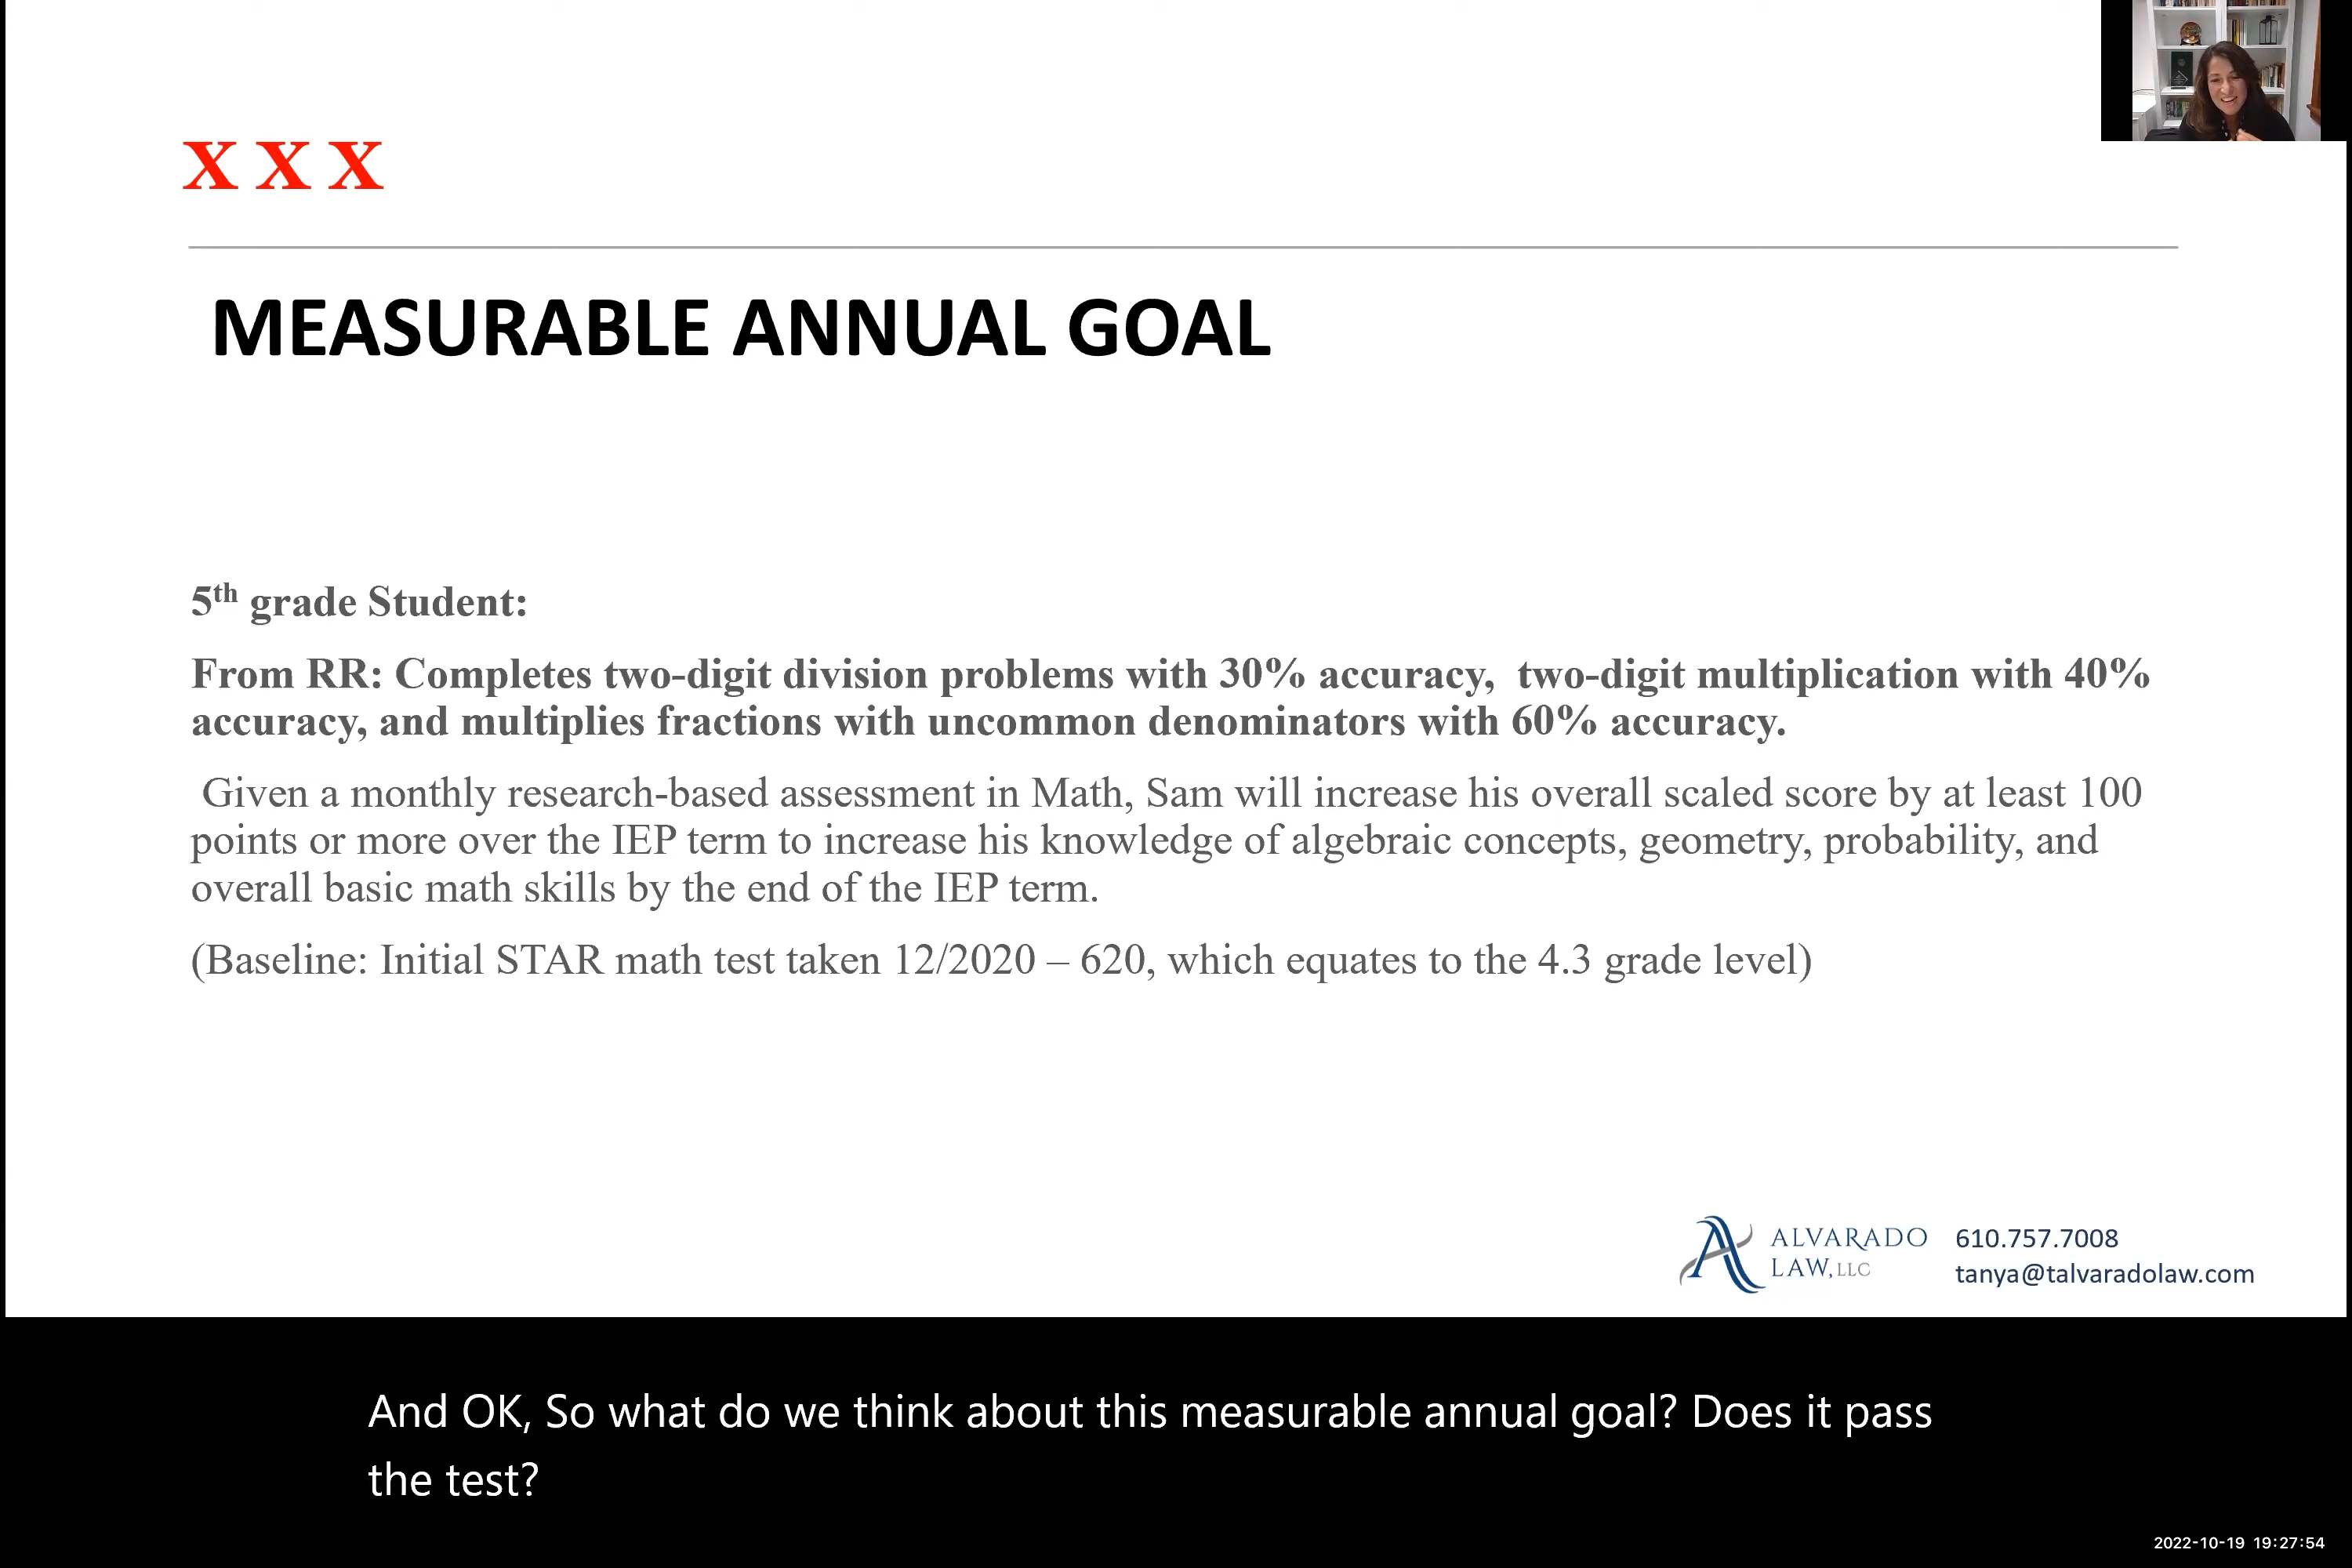 X X X
MEASURABLE ANNUAL GOAL
5th grade Student:
From RR: Completes two-digit division problems with 30% accuracy,  two-digit multiplication with 40%
accuracy, and multiplies fractions with uncommon denominators with 60% accuracy.
Given a monthly research-based assessment in Math, Sam will increase his overall scaled score by at least 100
points or more over the IEP term to increase his knowledge of algebraic concepts, geometry, probability, and
overall basic math skills by the end of the IEP term.
(Baseline: Initial STAR math test taken 12/2020 – 620, which equates to the 4.3 grade level)
ALVARADO
LAW, LLC
610.757.7008
tanya@talvaradolaw.com
And OK, So what do we think about this measurable annual goal? Does it pass
the test?
2022-10-19 19:27:54